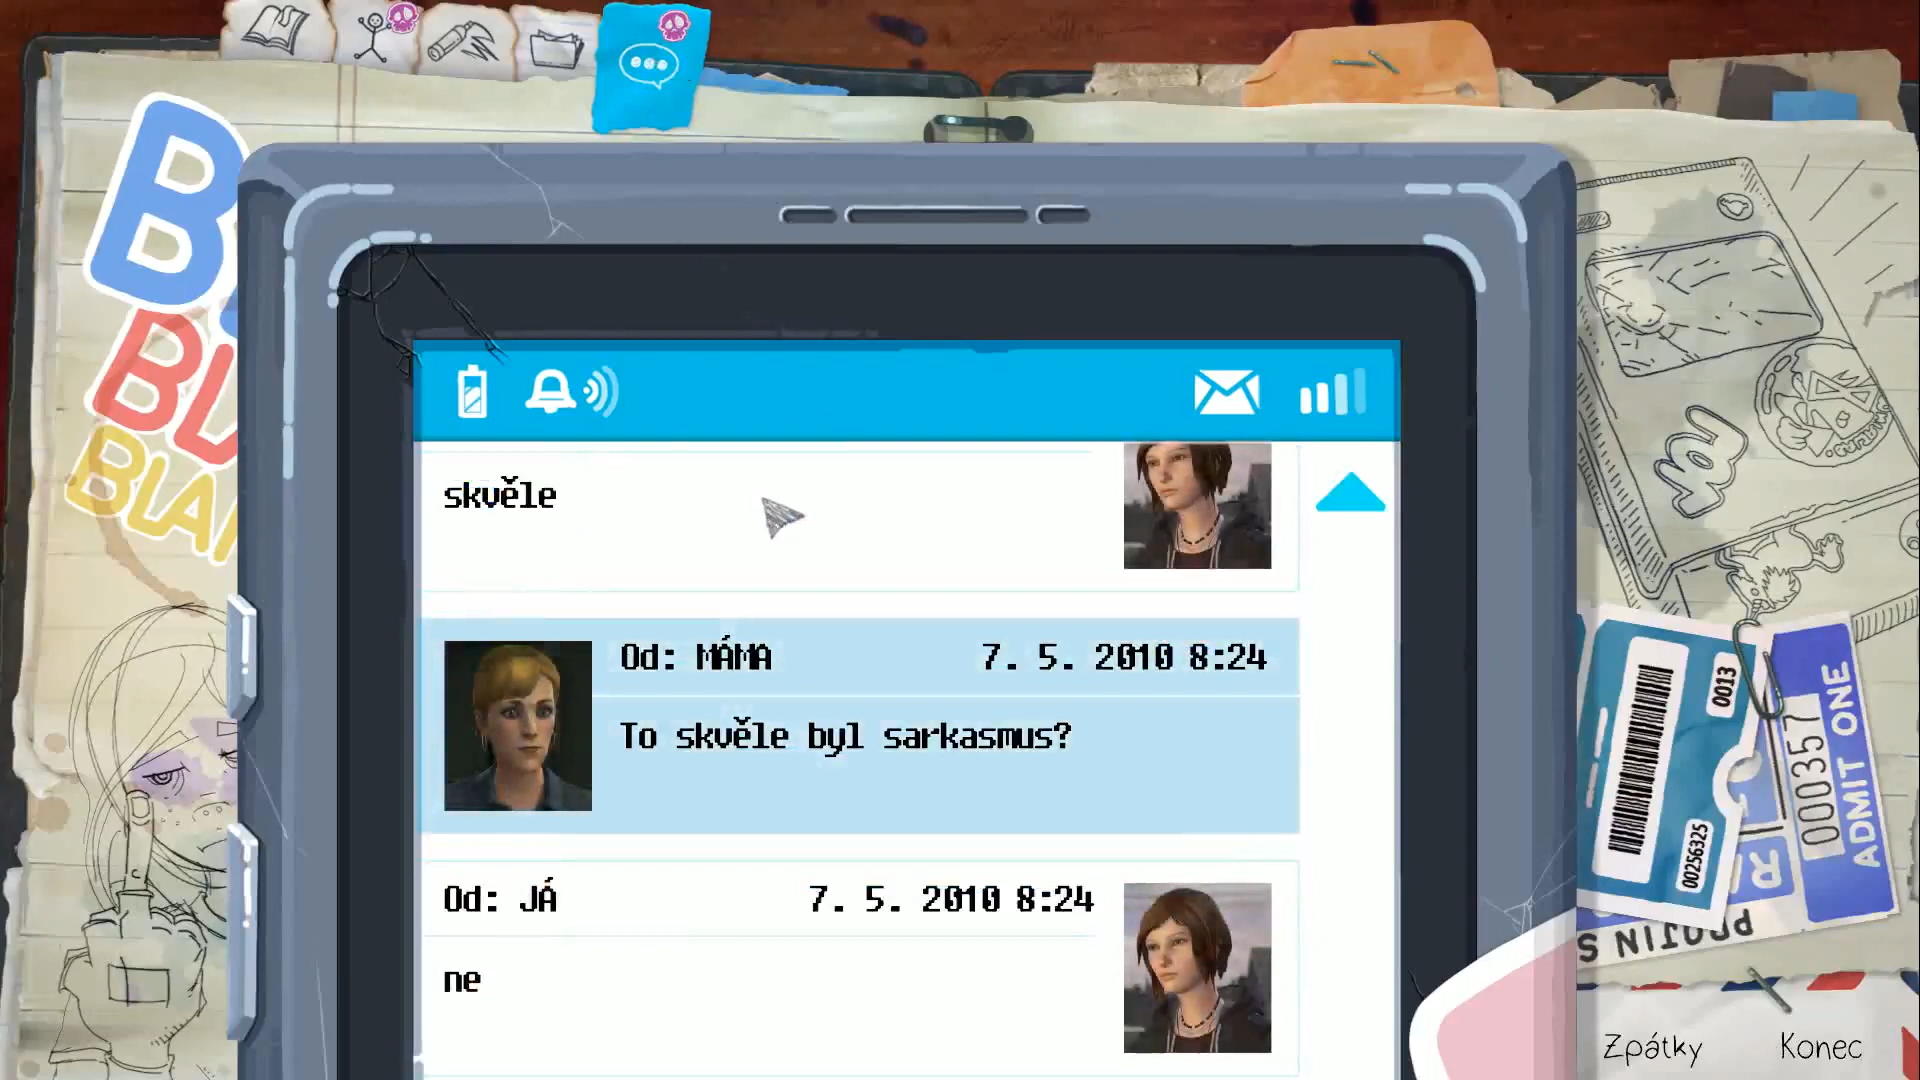 skvěle
Od: MÁMA 7. 5. 2010 8:24
To skvěle byl sarkasmus?
Od: JÁ 7. 5. 2010 8:24
ne
0013
00256325
000357
ADMIT ONE
Zpátky Konec